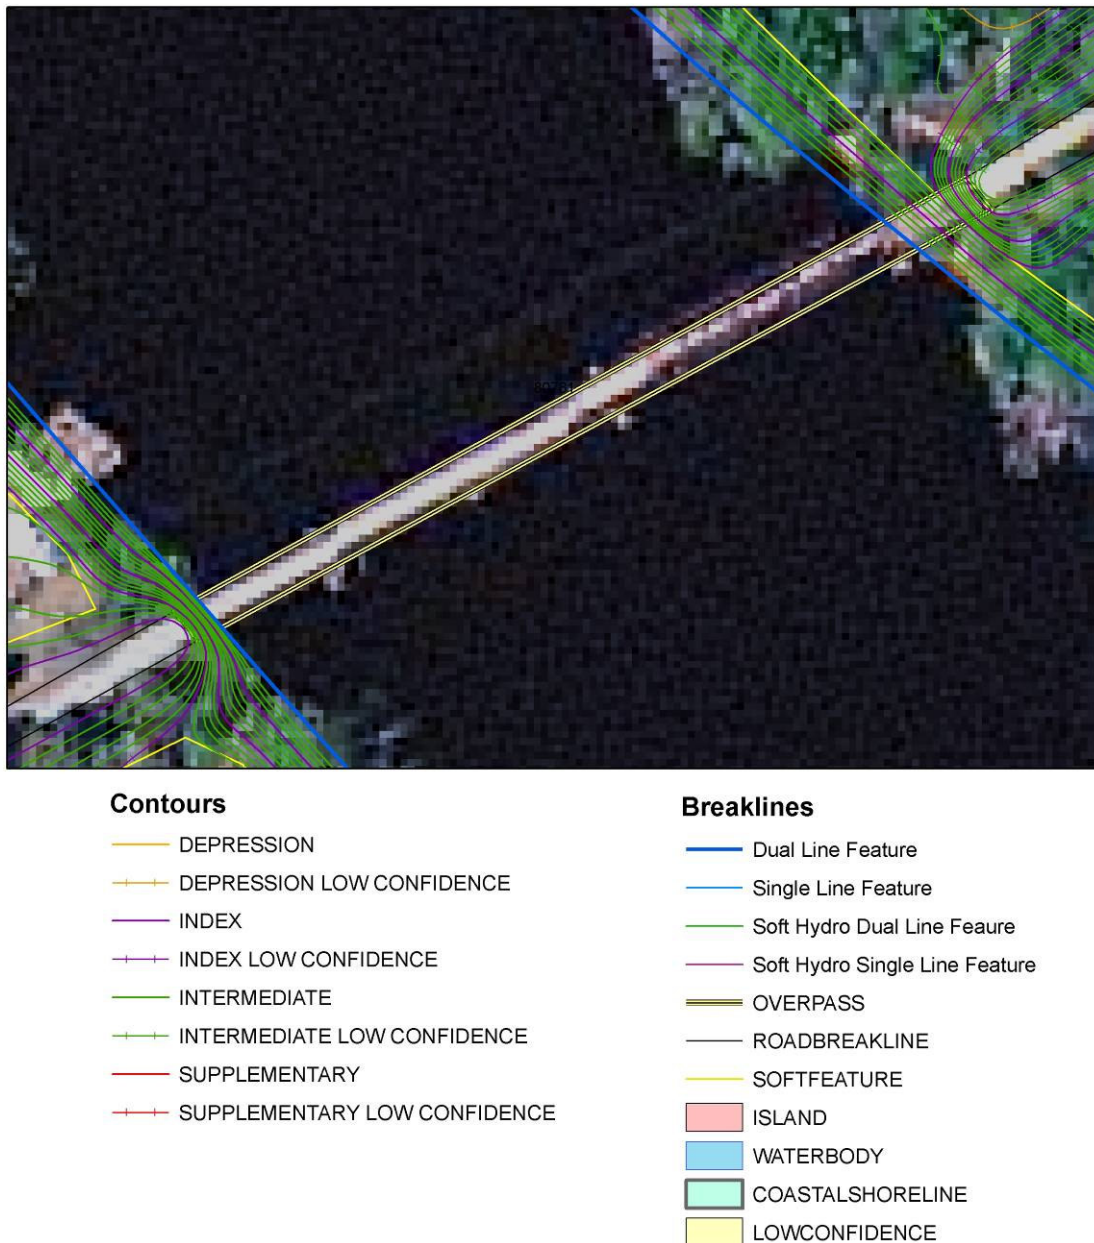 Contours
DEPRESSION
DEPRESSION LOW CONFIDENCE
INDEX
INDEX LOW CONFIDENCE
INTERMEDIATE
INTERMEDIATE LOW CONFIDENCE
SUPPLEMENTARY
SUPPLEMENTARY LOW CONFIDENCE
Breaklines
Dual Line Feature
Single Line Feature
Soft Hydro Dual Line Feaure
Soft Hydro Single Line Feature
OVERPASS
ROADBREAKLINE
SOFTFEATURE
ISLAND
WATERBODY
COASTALSHORELINE
LOWCONFIDENCE